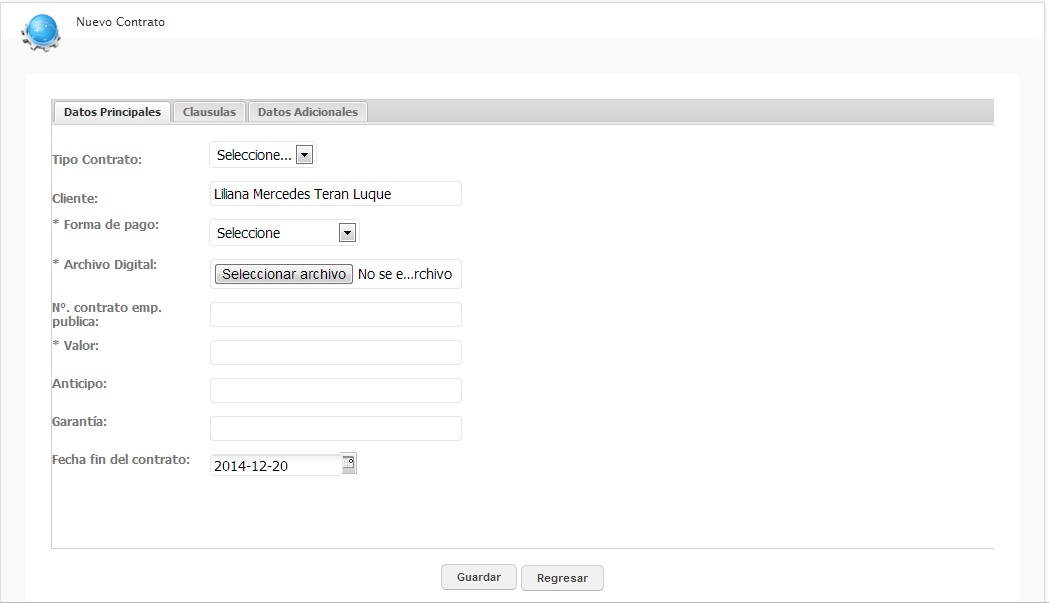 Nuevo Contrato
Datos Principales Clausulas Datos Adicionales
Tipo Contrato: Seleccione...
Cliente: Liliana Mercedes Teran Luque
* Forma de pago: Seleccione
* Archivo Digital: Seleccionar archivo No se e...rchivo
Nº. contrato emp.
publica:
* Valor:
Anticipo:
Garantía:
Fecha fin del contrato: 2014-12-20
Guardar Regresar